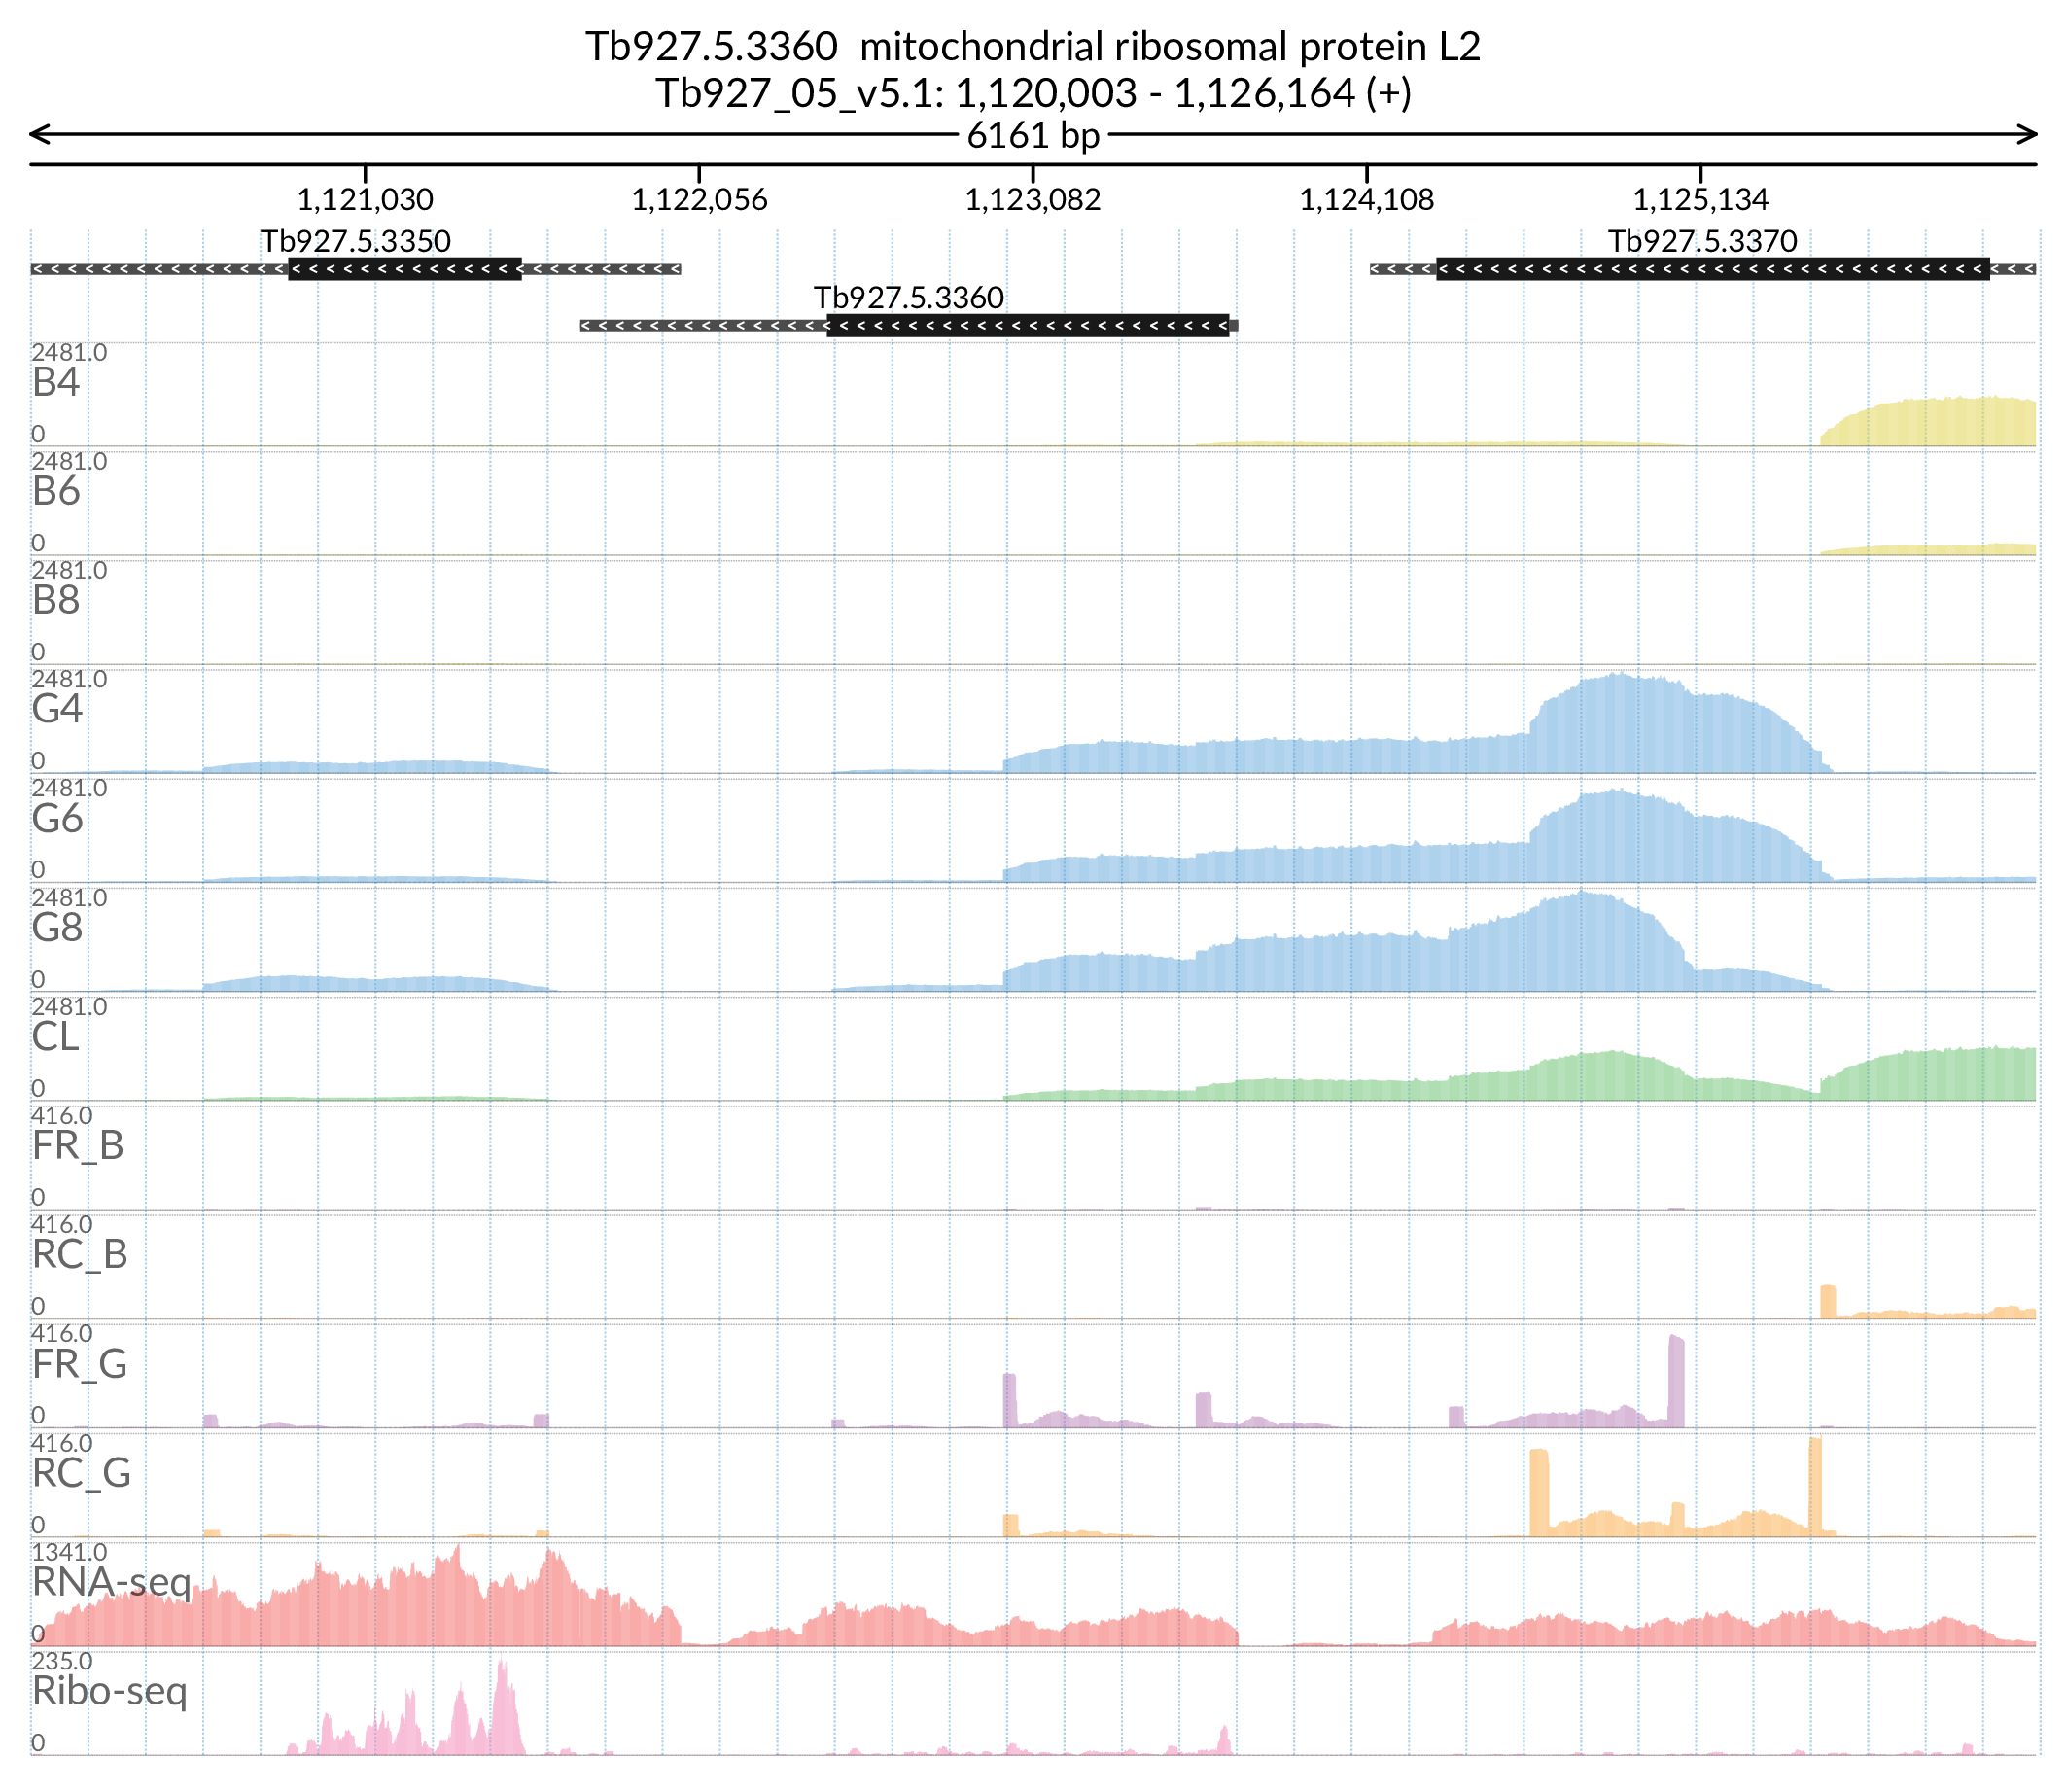 Tb927.5.3360  mitochondrial ribosomal protein L2
Tb927_05_v5.1: 1,120,003 - 1,126,164 (+)
6161 bp
1,121,030 1,122,056 1,123,082 1,124,108 1,125,134
Tb927.5.3350 Tb927.5.3370
Tb927.5.3360
2481.0
B4
0
2481.0
B6
0
2481.0
B8
0
2481.0
G4
0
2481.0
G6
0
2481.0
G8
0
2481.0
CL
0
416.0
FR_B
0
416.0
RC_B
0
416.0
FR_G
0
416.0
RC_G
0
1341.0
RNA-seq
0
235.0
Ribo-seq
0